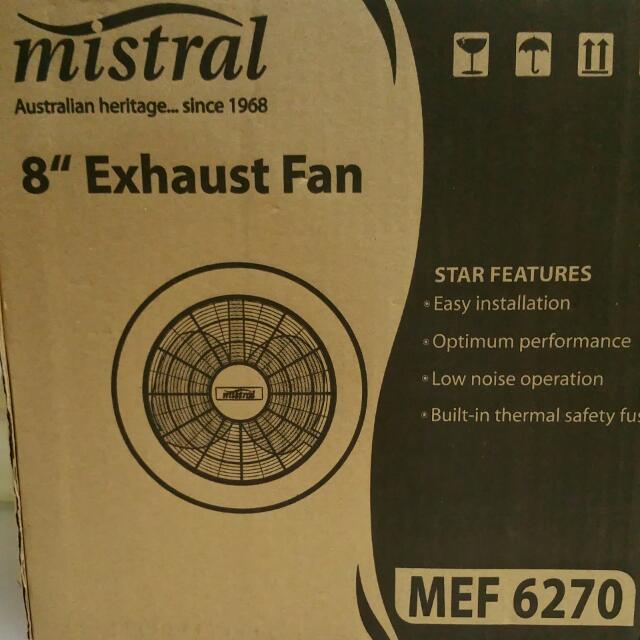 mistral
Australian heritage... since 1968
8“ Exhaust Fan
mistral
STAR FEATURES
Easy installation
Optimum performance
Low noise operation
Built-in thermal safety
MEF 6270